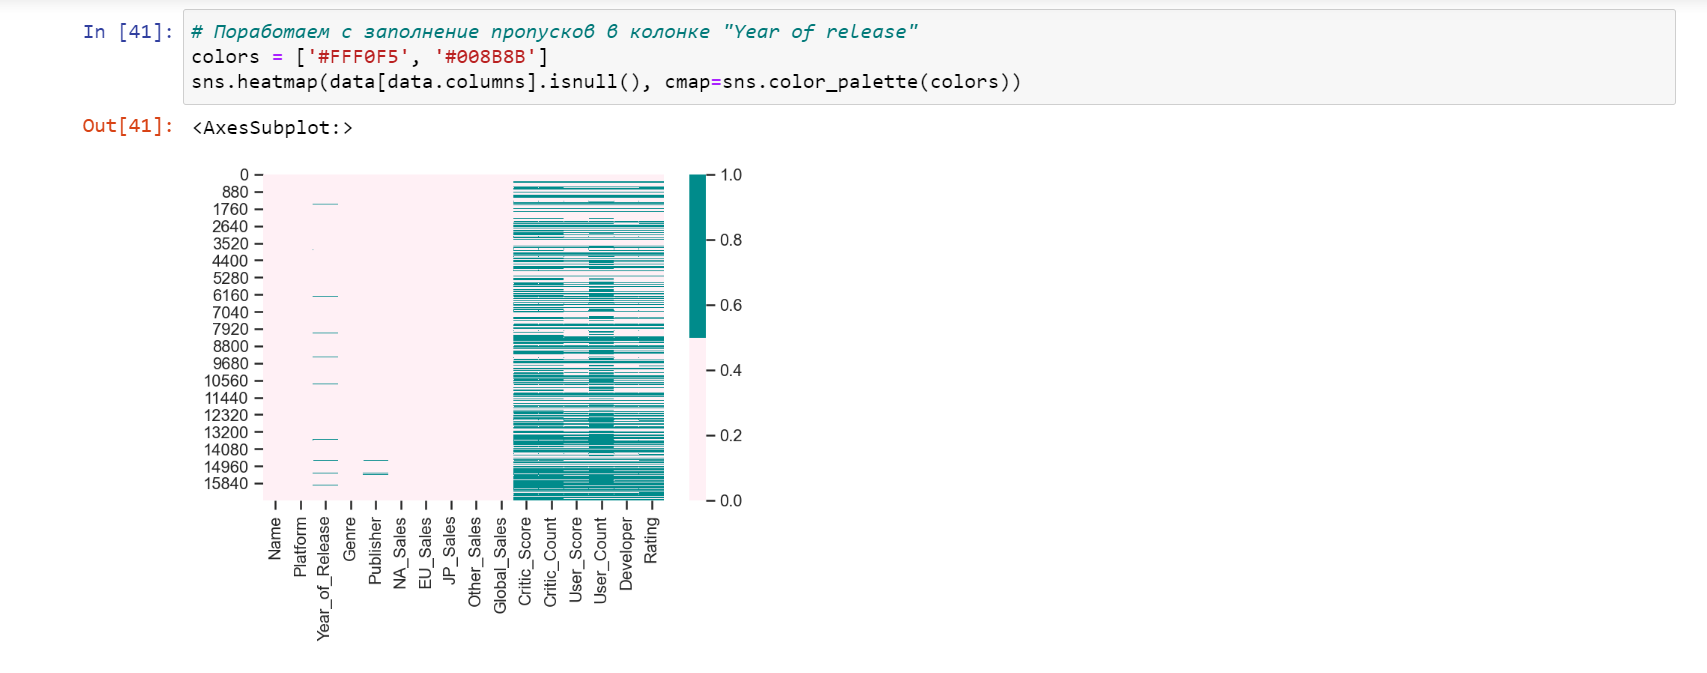 In [41]: # Поработаем с заполнение пропусков в колонке "Year of release"
colors = ['#FFF0F5', '#008B8B']
sns.heatmap(data[data.columns].isnull(), cmap=sns.color_palette(colors))
Out[41]: <AxesSubplot:>
0
880
1760
2640
3520
4400
5280
6160
7040
7920
8800
9680
10560
11440
12320
13200
14080
14960
15840
Name
Platform
Year_of_Release
Genre
Publisher
NA_Sales
EU_Sales
JP_Sales
Other_Sales
Global_Sales
Critic_Score
Critic_Count
User_Score
User_Count
Developer
Rating
1.0
0.8
0.6
0.4
0.2
0.0